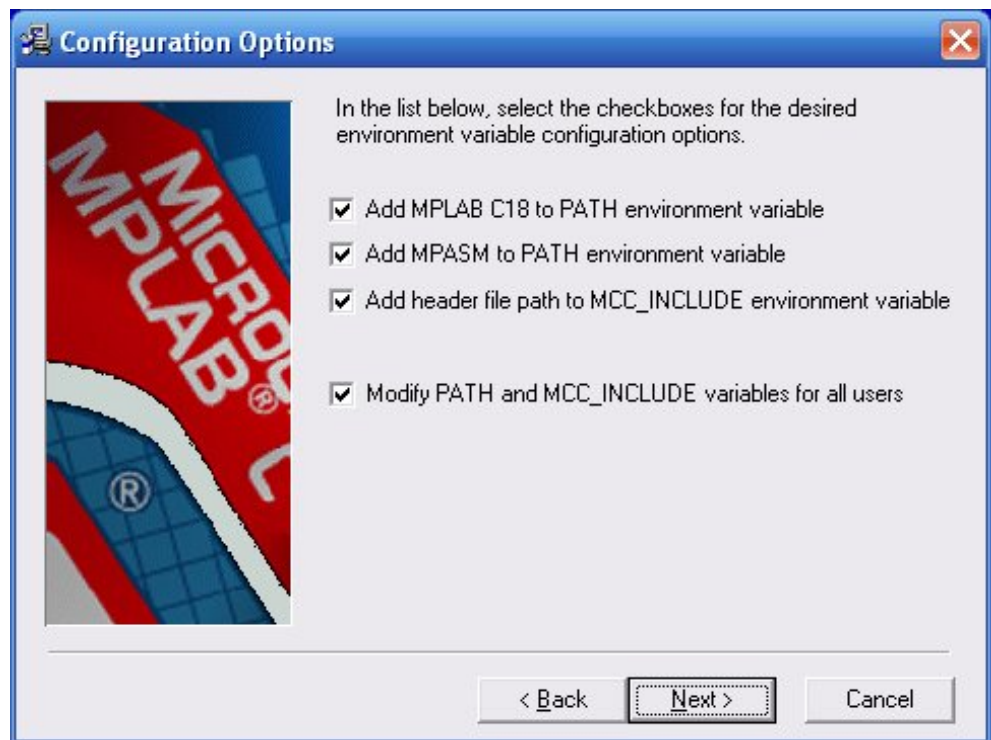 Configuration Options
In the list below, select the checkboxes for the desired
environment variable configuration options.
Add MPLAB C18 to PATH environment variable
Add MPASM to PATH environment variable
Add header file path to MCC_INCLUDE environment variable
Modify PATH and MCC_INCLUDE variables for all users
MPLAB®
®
< Back
Next >
Cancel